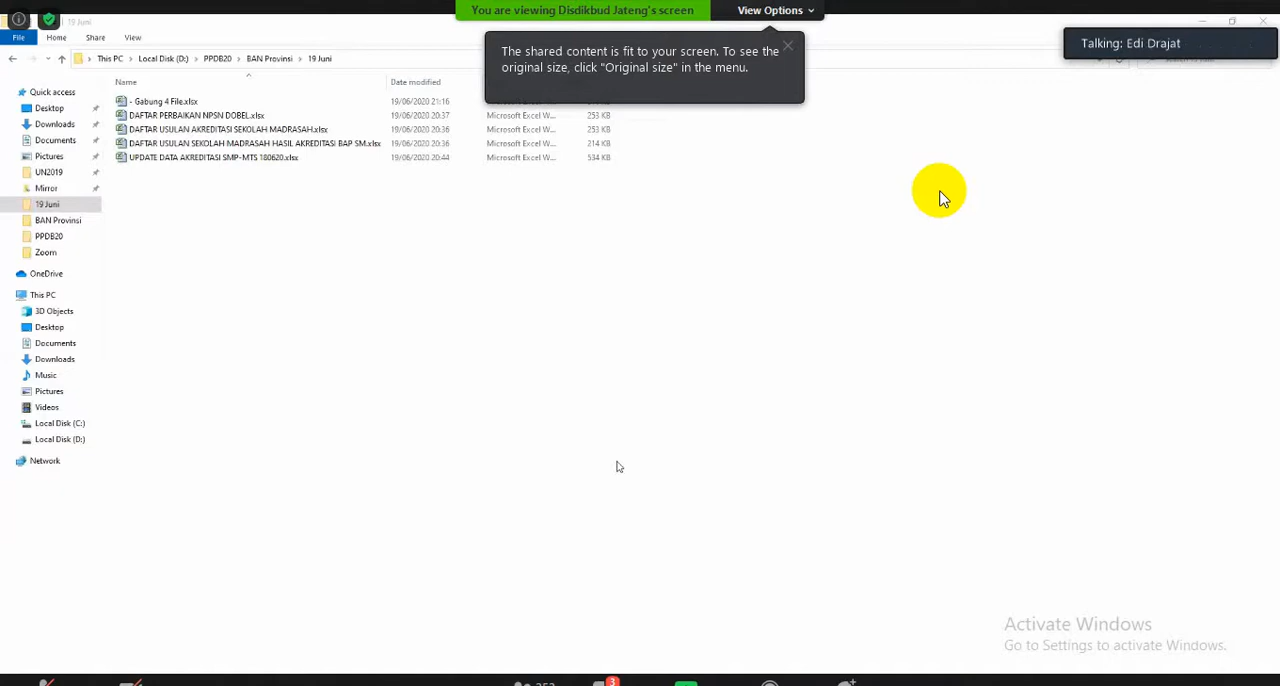 You are viewing Disdikbud Jateng's screen
View Options
19 Juni
The shared content is fit to your screen. To see the
original size, click "Original size" in the menu.
Talking: Edi Drajat
File
Home
Share
View
This PC > Local Disk (D:) > PPDB20 > BAN Provinsi > 19 Juni
Name
Date modified
- Gabung 4 File.xlsx 19/06/2020 21:16
DAFTAR PERBAIKAN NPSN DOBEL.xlsx 19/06/2020 20:37 Microsoft Excel W... 253 KB
DAFTAR USULAN AKREDITASI SEKOLAH MADRASAH.xlsx 19/06/2020 20:36 Microsoft Excel W... 253 KB
DAFTAR USULAN SEKOLAH MADRASAH HASIL AKREDITASI BAP SM.xlsx 19/06/2020 20:36 Microsoft Excel W... 214 KB
UPDATE DATA AKREDITASI SMP-MTS 180620.xlsx 19/06/2020 20:44 Microsoft Excel W... 534 KB
Quick access
Desktop
Downloads
Documents
Pictures
UN2019
Mirror
19 Juni
BAN Provinsi
PPDB20
Zoom
OneDrive
This PC
3D Objects
Desktop
Documents
Downloads
Music
Pictures
Videos
Local Disk (C:)
Local Disk (D:)
Network
Activate Windows
Go to Settings to activate Windows.
3